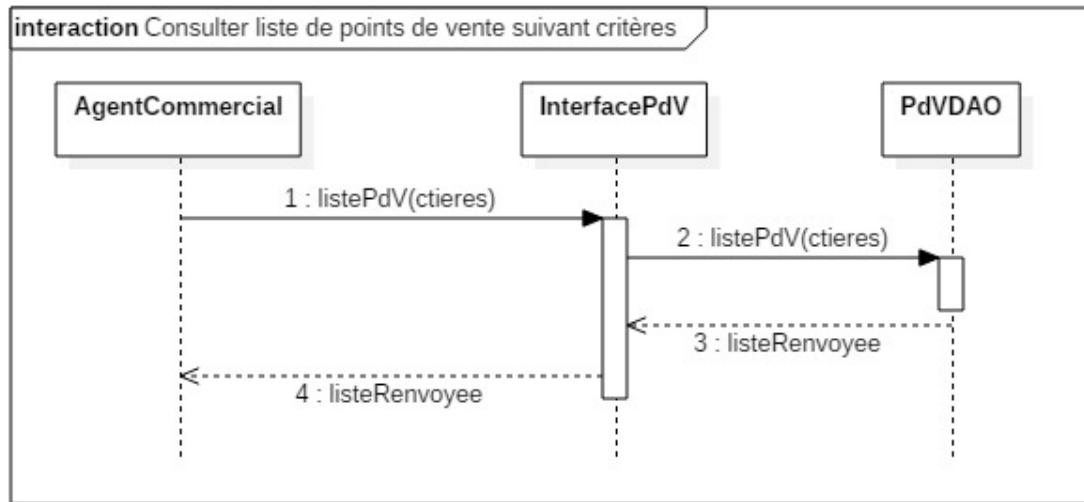 interaction Consulter liste de points de vente suivant critères
AgentCommercial
InterfacePdV
PdVDAO
1 : listePdV(ctieres)
2 : listePdV(ctieres)
3 : listeRenvoyee
4 : listeRenvoyee